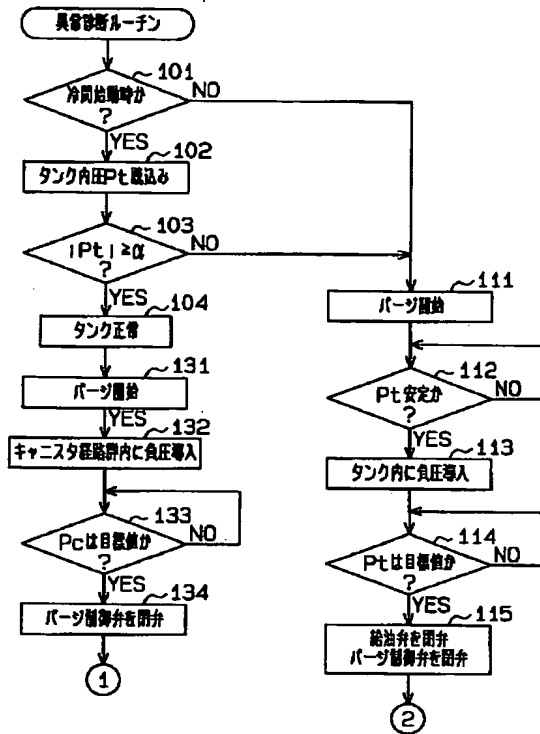 異常診断ルーチン
101
冷間始動時か
?
NO
YES
102
タンク内圧Pt読込み
103
|Pt|≧α
?
NO
YES
104
タンク正常
131
パージ開始
YES
132
キャニスタ経路群内に負圧導入
133
Pcは目標値か
?
NO
YES
134
パージ制御弁を閉弁
1
111
パージ開始
112
Pt安定か
?
NO
YES
113
タンク内に負圧導入
114
Ptは目標値か
?
NO
YES
115
給油弁を閉弁
パージ制御弁を閉弁
2